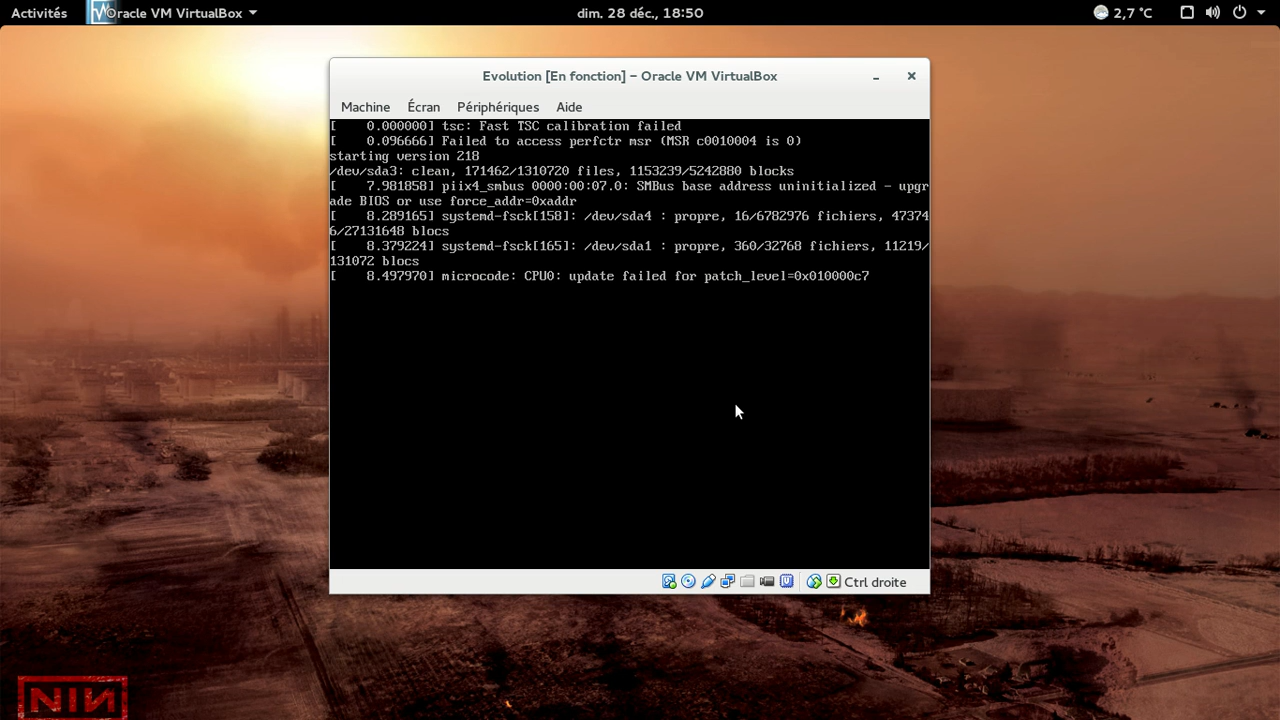 Activités
Oracle VM VirtualBox
dim. 28 déc., 18:50
2,7 °C
Evolution [En fonction] – Oracle VM VirtualBox
Machine Écran Périphériques Aide
[    0.000000] tsc: Fast TSC calibration failed
[    0.096666] Failed to access perfctr msr (MSR c0010004 is 0)
starting version 218
/dev/sda3: clean, 171462/1310720 files, 1153239/5242880 blocks
[    7.981858] piix4_smbus 0000:00:07.0: SMBus base address uninitialized - upgr
ade BIOS or use force_addr=0xaddr
[    8.289165] systemd-fsck[158]: /dev/sda4 : propre, 16/6782976 fichiers, 47374
6/27131648 blocs
[    8.379224] systemd-fsck[165]: /dev/sda1 : propre, 360/32768 fichiers, 11219/
131072 blocs
[    8.497970] microcode: CPU0: update failed for patch_level=0x010000c7
Ctrl droite
NIN